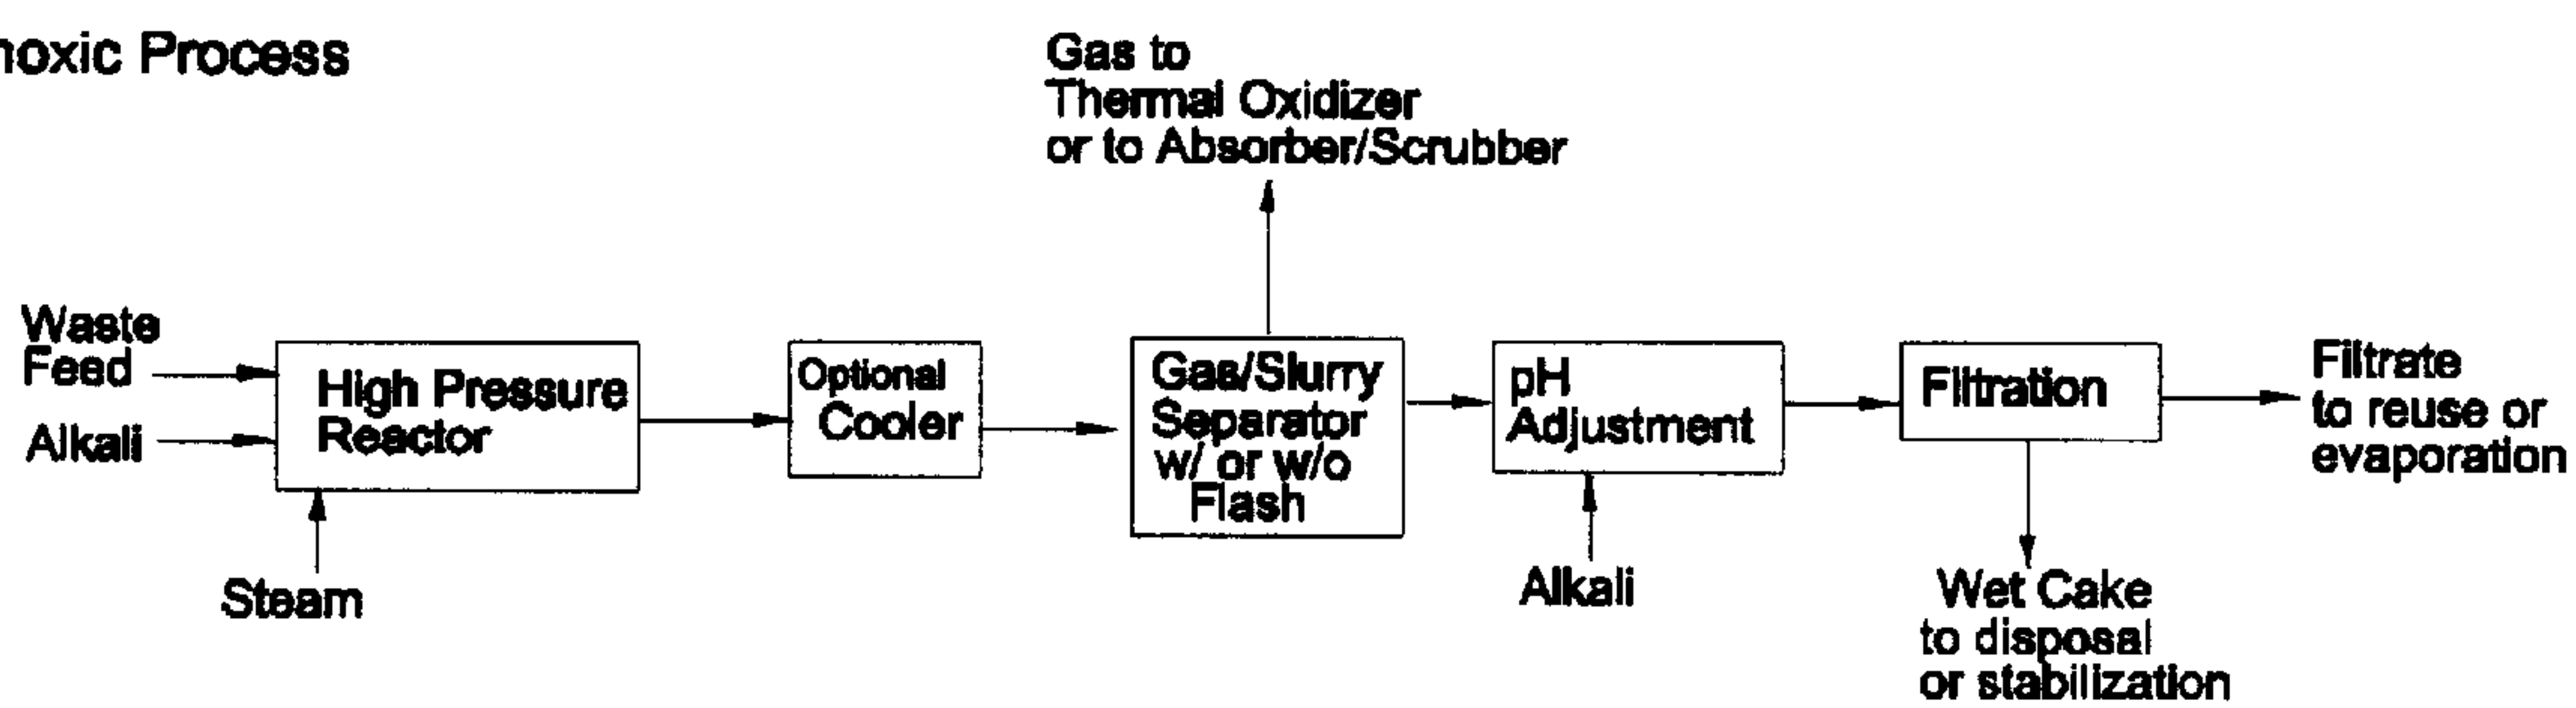 noxic Process
Gas to
Thermal Oxidizer
or to Absorber/Scrubber
Waste
Feed
Alkali
Steam
High Pressure
Reactor
Optional
Cooler
Gas/Slurry
Separator
w/ or w/o
Flash
pH
Adjustment
Alkali
Filtration
Filtrate
to reuse or
evaporation
Wet Cake
to disposal
or stabilization